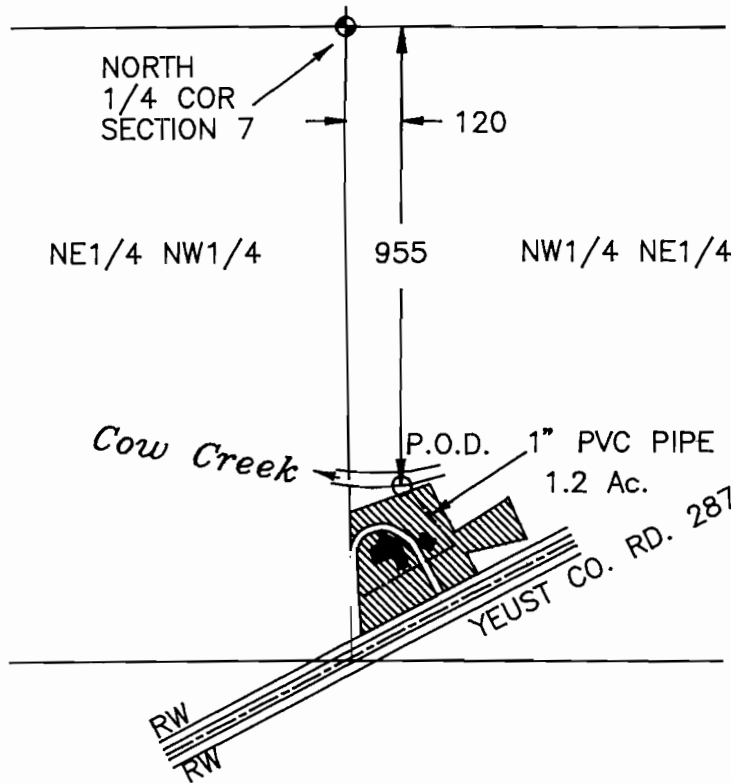 NORTH
1/4 COR
SECTION 7
120
NE1/4 NW1/4
955
NW1/4 NE1/4
Cow Creek
P.O.D.
1" PVC PIPE
1.2 Ac.
YEUST CO. RD. 287
RW
RW